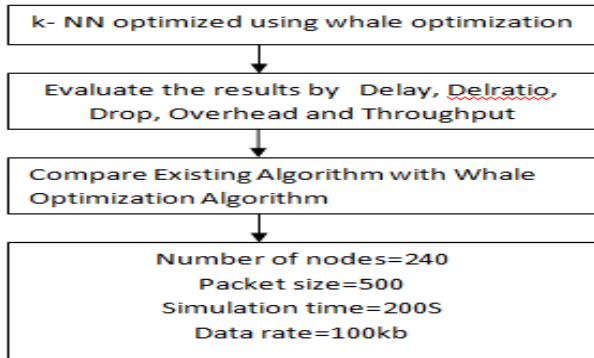 k- NN optimized using whale optimization
Evaluate the results by Delay, Delratio,
Drop, Overhead and Throughput
Compare Existing Algorithm with Whale
Optimization Algorithm
Number of nodes=240
Packet size=500
Simulation time=200S
Data rate=100kb